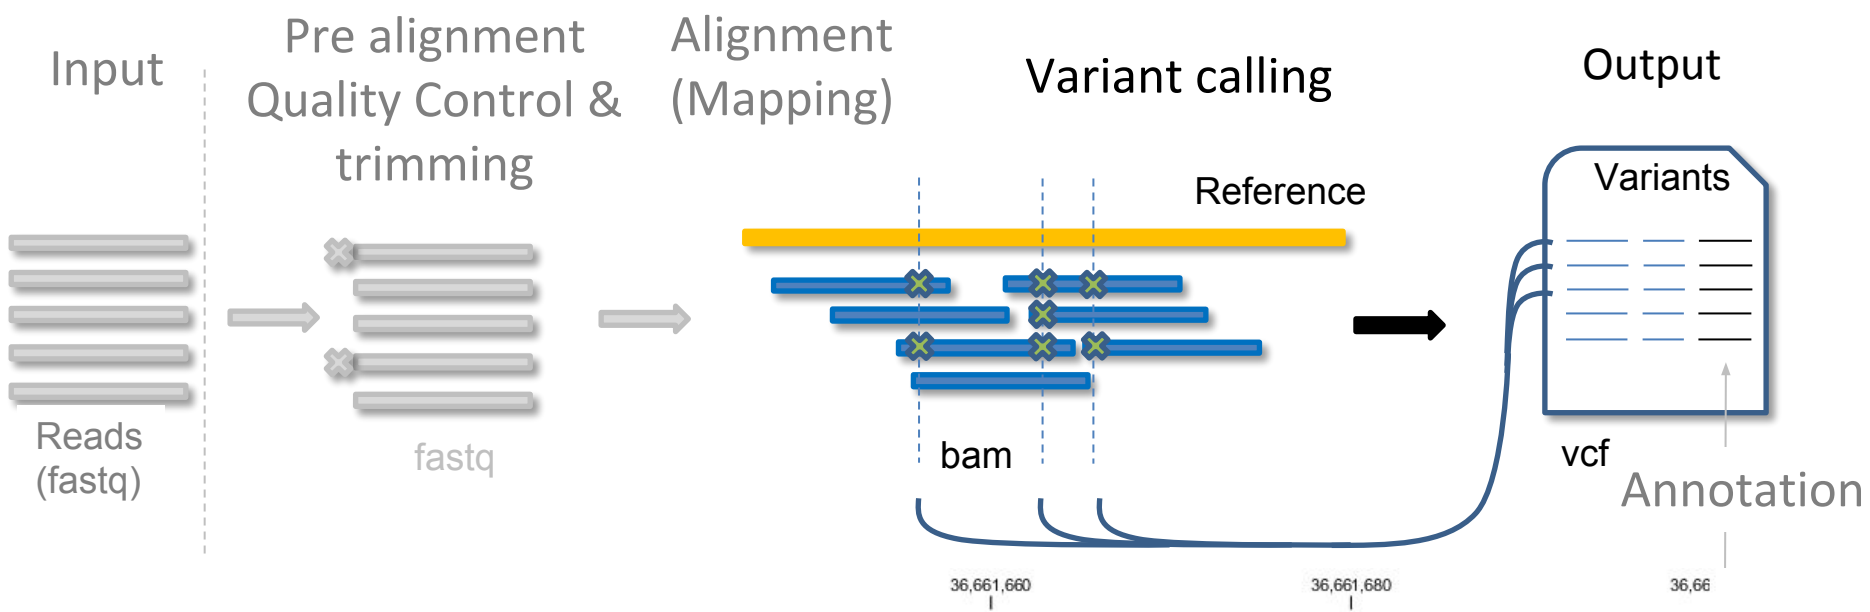 Input
Pre alignment
Quality Control &
trimming
Alignment
(Mapping)
Variant calling
Output
Reference
Variants
Reads
(fastq)
fastq
bam
vcf
Annotation
36,661,660
36,661,680
36,66